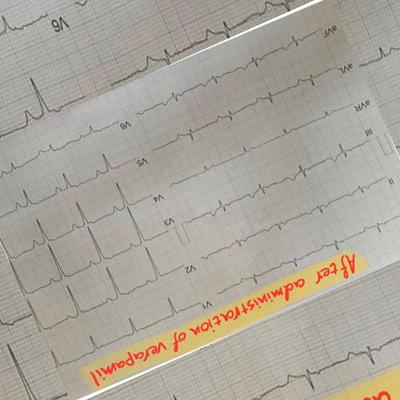 After administration of verapamil
V1
II
V2
III
V3
aVR
V4
aVL
V5
aVF
V6
V6